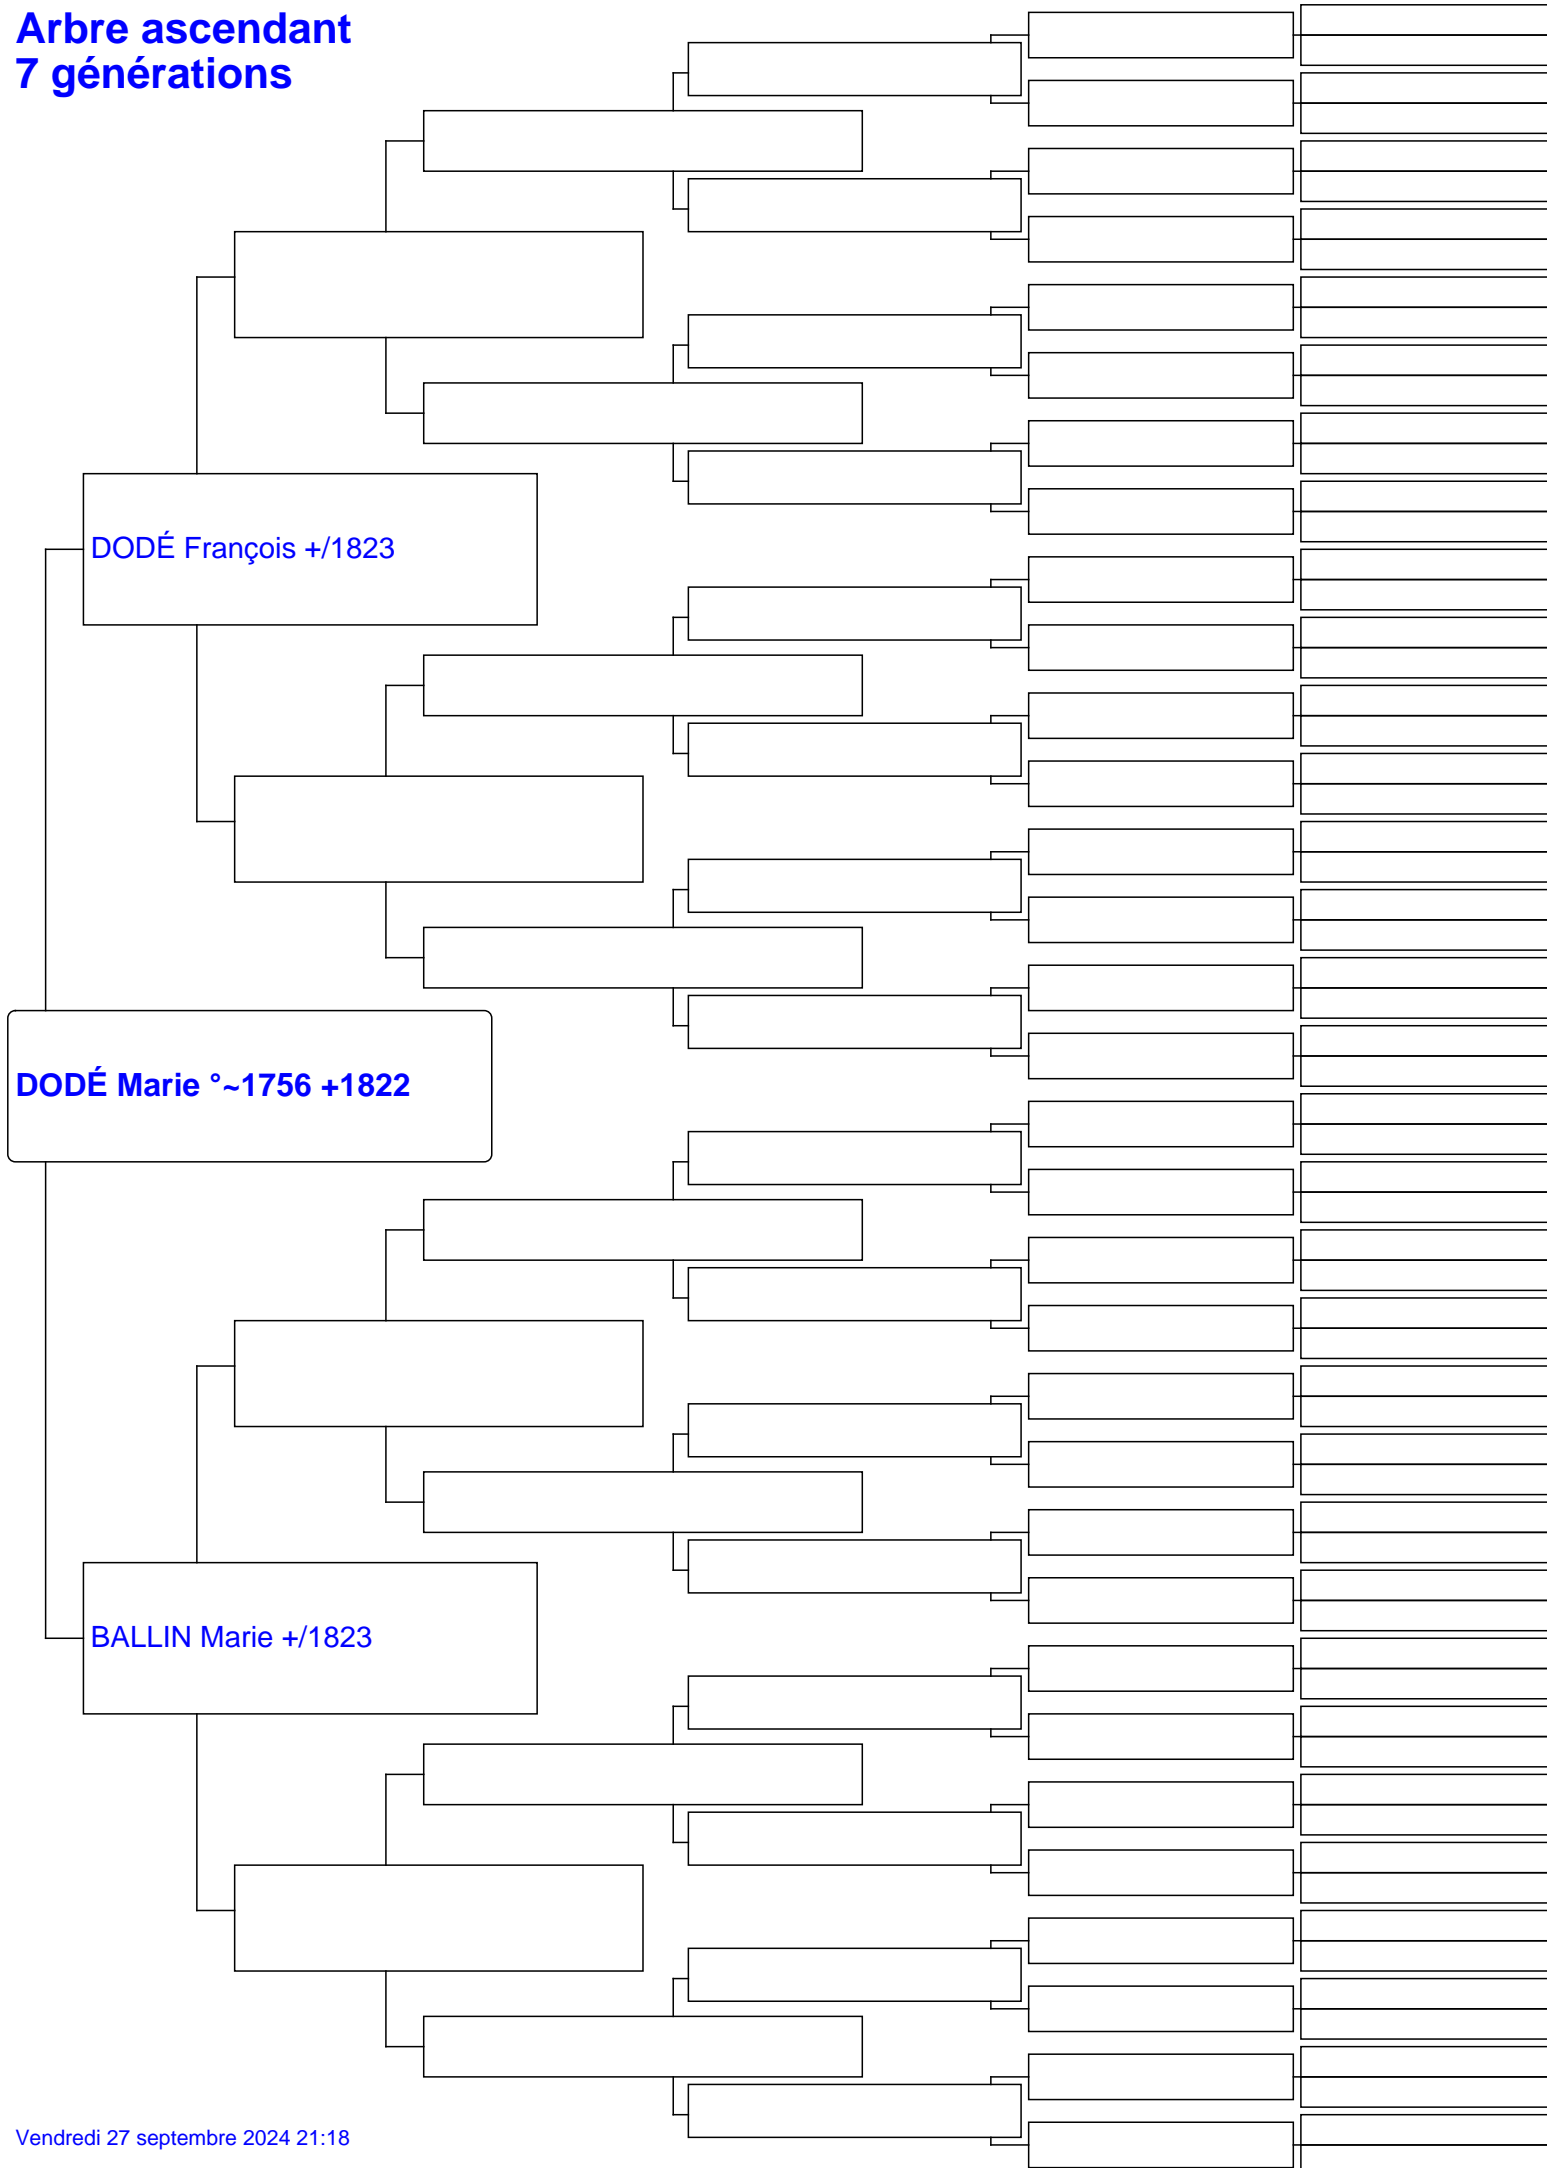 Arbre ascendant
7 générations
DODÉ François +/1823
DODÉ Marie °~1756 +1822
BALLIN Marie +/1823
Vendredi 27 septembre 2024 21:18